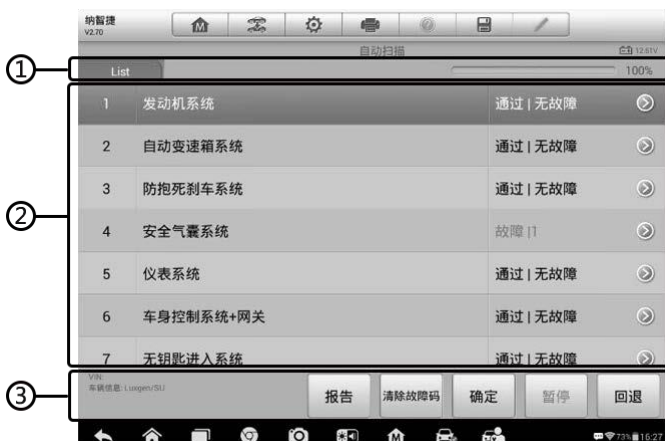 纳智捷
V2.70
自动扫描
12.61V
① List 100%
②
1 发动机系统 通过 | 无故障
2 自动变速箱系统 通过 | 无故障
3 防抱死刹车系统 通过 | 无故障
4 安全气囊系统 故障 |1
5 仪表系统 通过 | 无故障
6 车身控制系统+网关 通过 | 无故障
7 无钥匙进入系统 通过 | 无故障
③
VIN:
车辆信息: Luxgen/5U
报告 清除故障码 确定 暂停 回退
73% 16:27